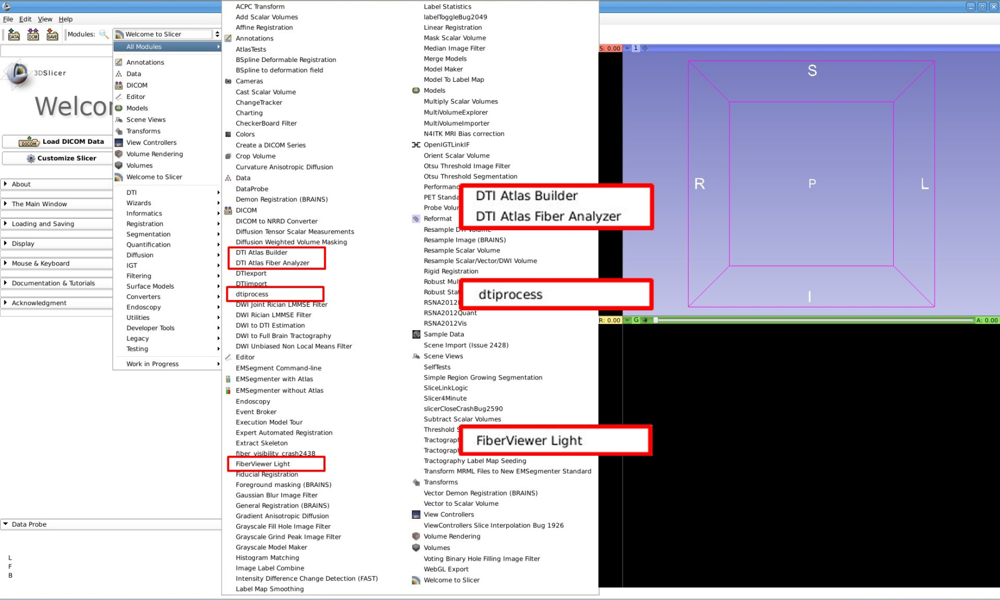 File Edit View Help
DATA DCM SAVE Modules: Welcome to Slicer
3DSlicer
Welco
Load DICOM Data
Customize Slicer
About
The Main Window
Loading and Saving
Display
Mouse & Keyboard
Documentation & Tutorials
Acknowledgment
Data Probe
L
F
B
All Modules
Annotations
Data
DICOM
Editor
Models
Scene Views
Transforms
View Controllers
Volume Rendering
Volumes
Welcome to Slicer
DTI
Wizards
Informatics
Registration
Segmentation
Quantification
Diffusion
IGT
Filtering
Surface Models
Converters
Endoscopy
Utilities
Developer Tools
Legacy
Testing
Work in Progress
ACPC Transform
Add Scalar Volumes
Affine Registration
Annotations
AtlasTests
BSpline Deformable Registration
BSpline to deformation field
Cameras
Cast Scalar Volume
ChangeTracker
Charting
CheckerBoard Filter
Colors
Create a DICOM Series
Crop Volume
Curvature Anisotropic Diffusion
Data
DataProbe
Demon Registration (BRAINS)
DICOM
DICOM to NRRD Converter
Diffusion Tensor Scalar Measurements
Diffusion Weighted Volume Masking
DTI Atlas Builder
DTI Atlas Fiber Analyzer
DTIexport
DTIimport
dtiprocess
DWI Joint Rician LMMSE Filter
DWI Rician LMMSE Filter
DWI to DTI Estimation
DWI to Full Brain Tractography
DWI Unbiased Non Local Means Filter
Editor
EMSegment Command-line
EMSegmenter with Atlas
EMSegmenter without Atlas
Endoscopy
Event Broker
Execution Model Tour
Expert Automated Registration
Extract Skeleton
fiber_visibility_crash2438
FiberViewer Light
Fiducial Registration
Foreground masking (BRAINS)
Gaussian Blur Image Filter
General Registration (BRAINS)
Gradient Anisotropic Diffusion
Grayscale Fill Hole Image Filter
Grayscale Grind Peak Image Filter
Grayscale Model Maker
Histogram Matching
Image Label Combine
Intensity Difference Change Detection (FAST)
Label Map Smoothing
Label Statistics
labelToggleBug2049
Linear Registration
Mask Scalar Volume
Median Image Filter
Merge Models
Model Maker
Model To Label Map
Models
Multiply Scalar Volumes
MultiVolumeExplorer
MultiVolumeImporter
N4ITK MRI Bias correction
OpenIGTLinkIF
Orient Scalar Volume
Otsu Threshold Image Filter
Otsu Threshold Segmentation
Performanc
PET Standa
Probe Volu
Reformat
Resample DTI Volume
Resample Image (BRAINS)
Resample Scalar Volume
Resample Scalar/Vector/DWI Volume
Rigid Registration
Robust Mul
Robust Stat
RSNA2012
RSNA2012Quant
RSNA2012Vis
Sample Data
Scene Import (Issue 2428)
Scene Views
SelfTests
Simple Region Growing Segmentation
SliceLinkLogic
Slicer4Minute
slicerCloseCrashBug2590
Subtract Scalar Volumes
Threshold S
Tractograph
Tractograph
Tractography Label Map Seeding
Transform MRML Files to New EMSegmenter Standard
Transforms
Vector Demon Registration (BRAINS)
Vector to Scalar Volume
View Controllers
ViewControllers Slice Interpolation Bug 1926
Volume Rendering
Volumes
Voting Binary Hole Filling Image Filter
WebGL Export
Welcome to Slicer
DTI Atlas Builder
DTI Atlas Fiber Analyzer
dtiprocess
FiberViewer Light
S: 0.00
1
S
R P L
I
R: 0.00
G
A: 0.00